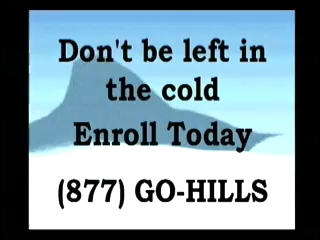 Don't be left in
the cold
Enroll Today
(877) GO-HILLS